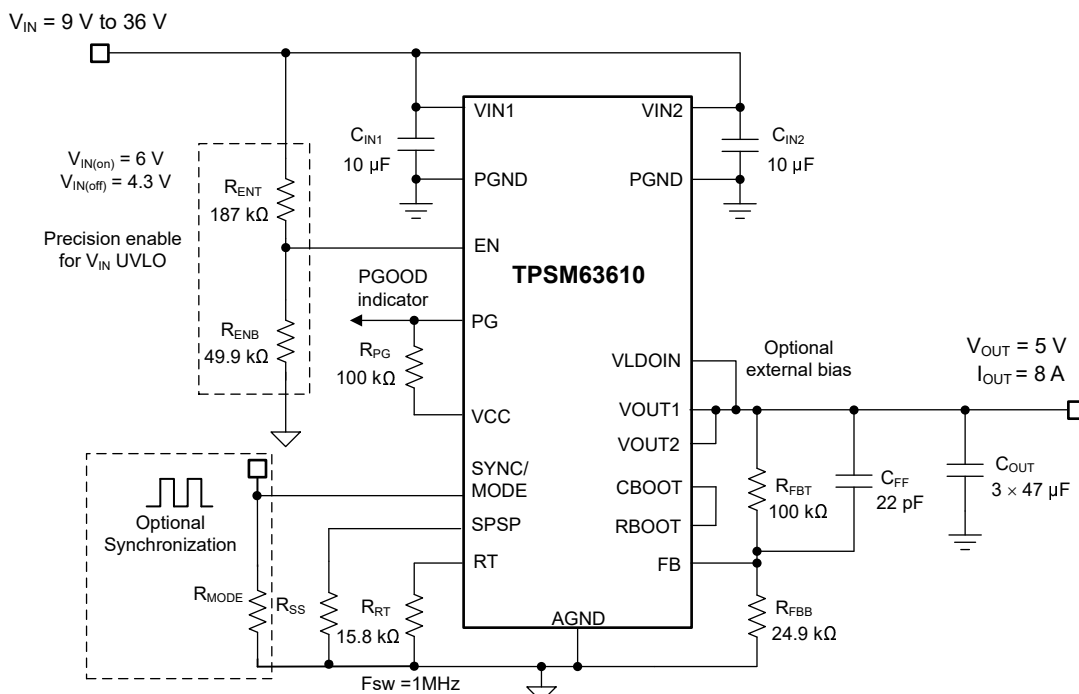 V_IN = 9 V to 36 V
VIN1
VIN2
C_IN1
10 µF
C_IN2
10 µF
PGND
PGND
V_IN(on) = 6 V
V_IN(off) = 4.3 V
R_ENT
187 kΩ
Precision enable
for V_IN UVLO
EN
TPSM63610
PGOOD
indicator
PG
R_ENB
49.9 kΩ
R_PG
100 kΩ
VCC
VLDOIN
Optional
external bias
V_OUT = 5 V
I_OUT = 8 A
VOUT1
VOUT2
SYNC/
MODE
CBOOT
RBOOT
R_FBT
100 kΩ
C_FF
22 pF
C_OUT
3 × 47 µF
Optional
Synchronization
SPSP
RT
FB
R_MODE
R_SS
R_RT
15.8 kΩ
AGND
R_FBB
24.9 kΩ
Fsw =1MHz